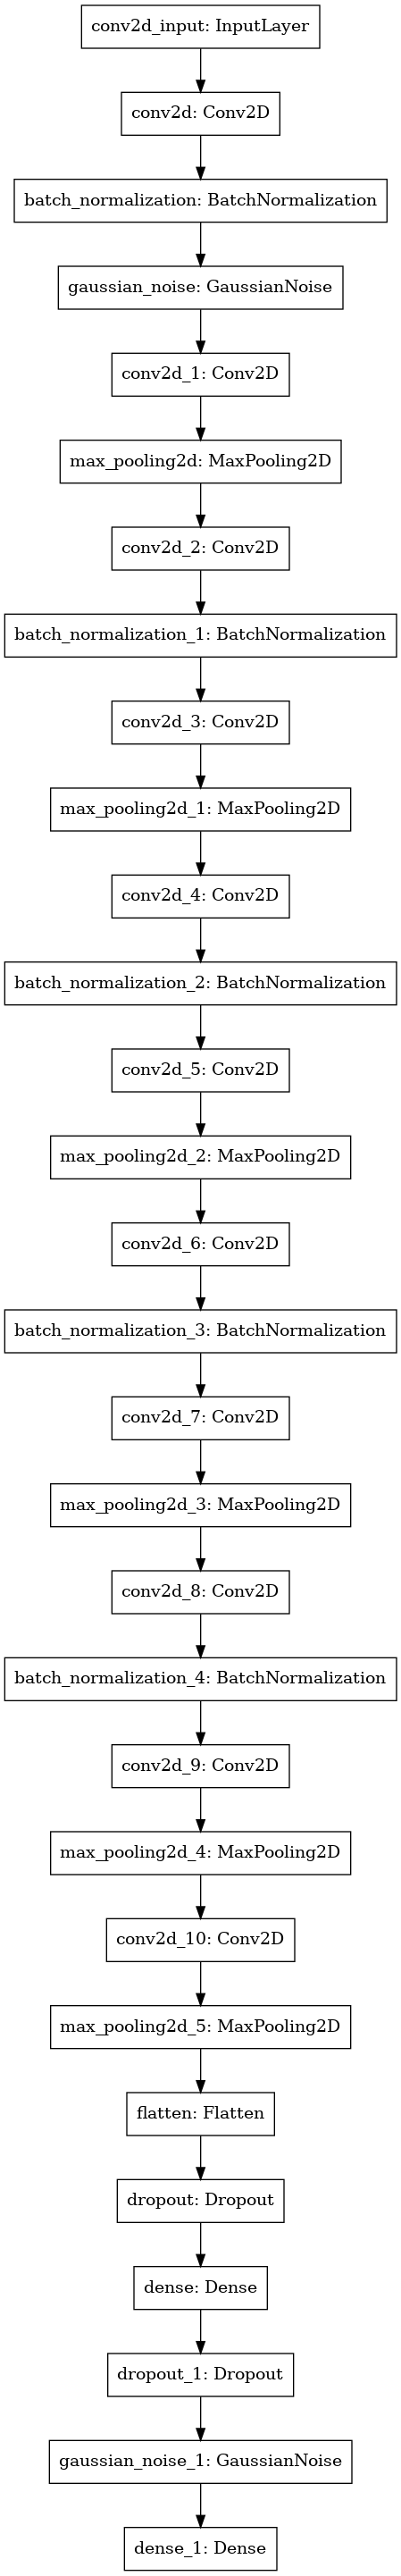 conv2d_input: InputLayer
conv2d: Conv2D
batch_normalization: BatchNormalization
gaussian_noise: GaussianNoise
conv2d_1: Conv2D
max_pooling2d: MaxPooling2D
conv2d_2: Conv2D
batch_normalization_1: BatchNormalization
conv2d_3: Conv2D
max_pooling2d_1: MaxPooling2D
conv2d_4: Conv2D
batch_normalization_2: BatchNormalization
conv2d_5: Conv2D
max_pooling2d_2: MaxPooling2D
conv2d_6: Conv2D
batch_normalization_3: BatchNormalization
conv2d_7: Conv2D
max_pooling2d_3: MaxPooling2D
conv2d_8: Conv2D
batch_normalization_4: BatchNormalization
conv2d_9: Conv2D
max_pooling2d_4: MaxPooling2D
conv2d_10: Conv2D
max_pooling2d_5: MaxPooling2D
flatten: Flatten
dropout: Dropout
dense: Dense
dropout_1: Dropout
gaussian_noise_1: GaussianNoise
dense_1: Dense